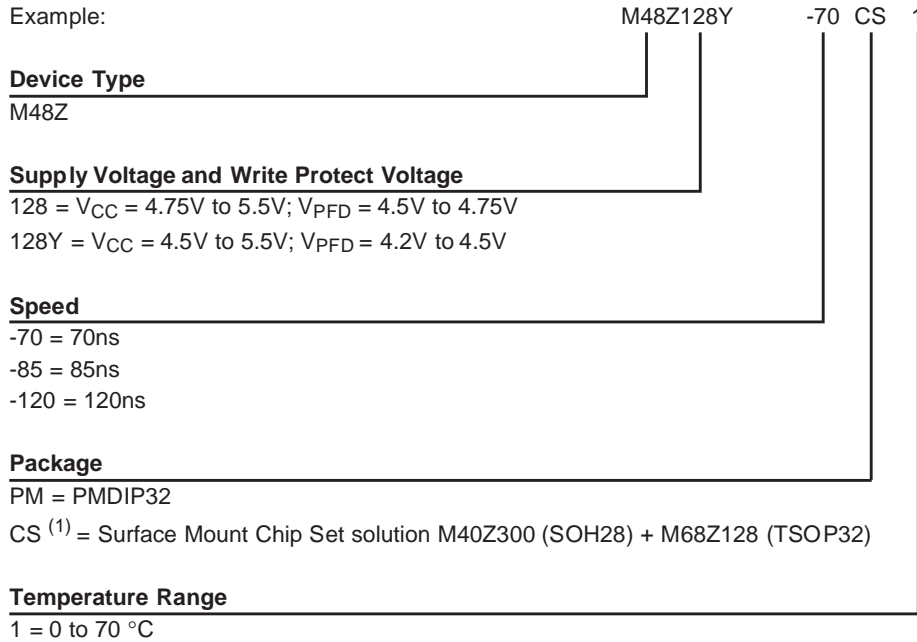 Example: M48Z128Y -70 CS 1
Device Type
M48Z
Supply Voltage and Write Protect Voltage
128 = VCC = 4.75V to 5.5V; VPFD = 4.5V to 4.75V
128Y = VCC = 4.5V to 5.5V; VPFD = 4.2V to 4.5V
Speed
-70 = 70ns
-85 = 85ns
-120 = 120ns
Package
PM = PMDIP32
CS (1) = Surface Mount Chip Set solution M40Z300 (SOH28) + M68Z128 (TSOP32)
Temperature Range
1 = 0 to 70 °C